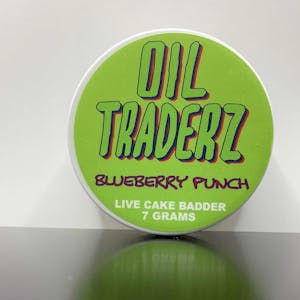 OIL
TRADERZ
BLUEBERRY PUNCH
LIVE CAKE BADDER
7 GRAMS